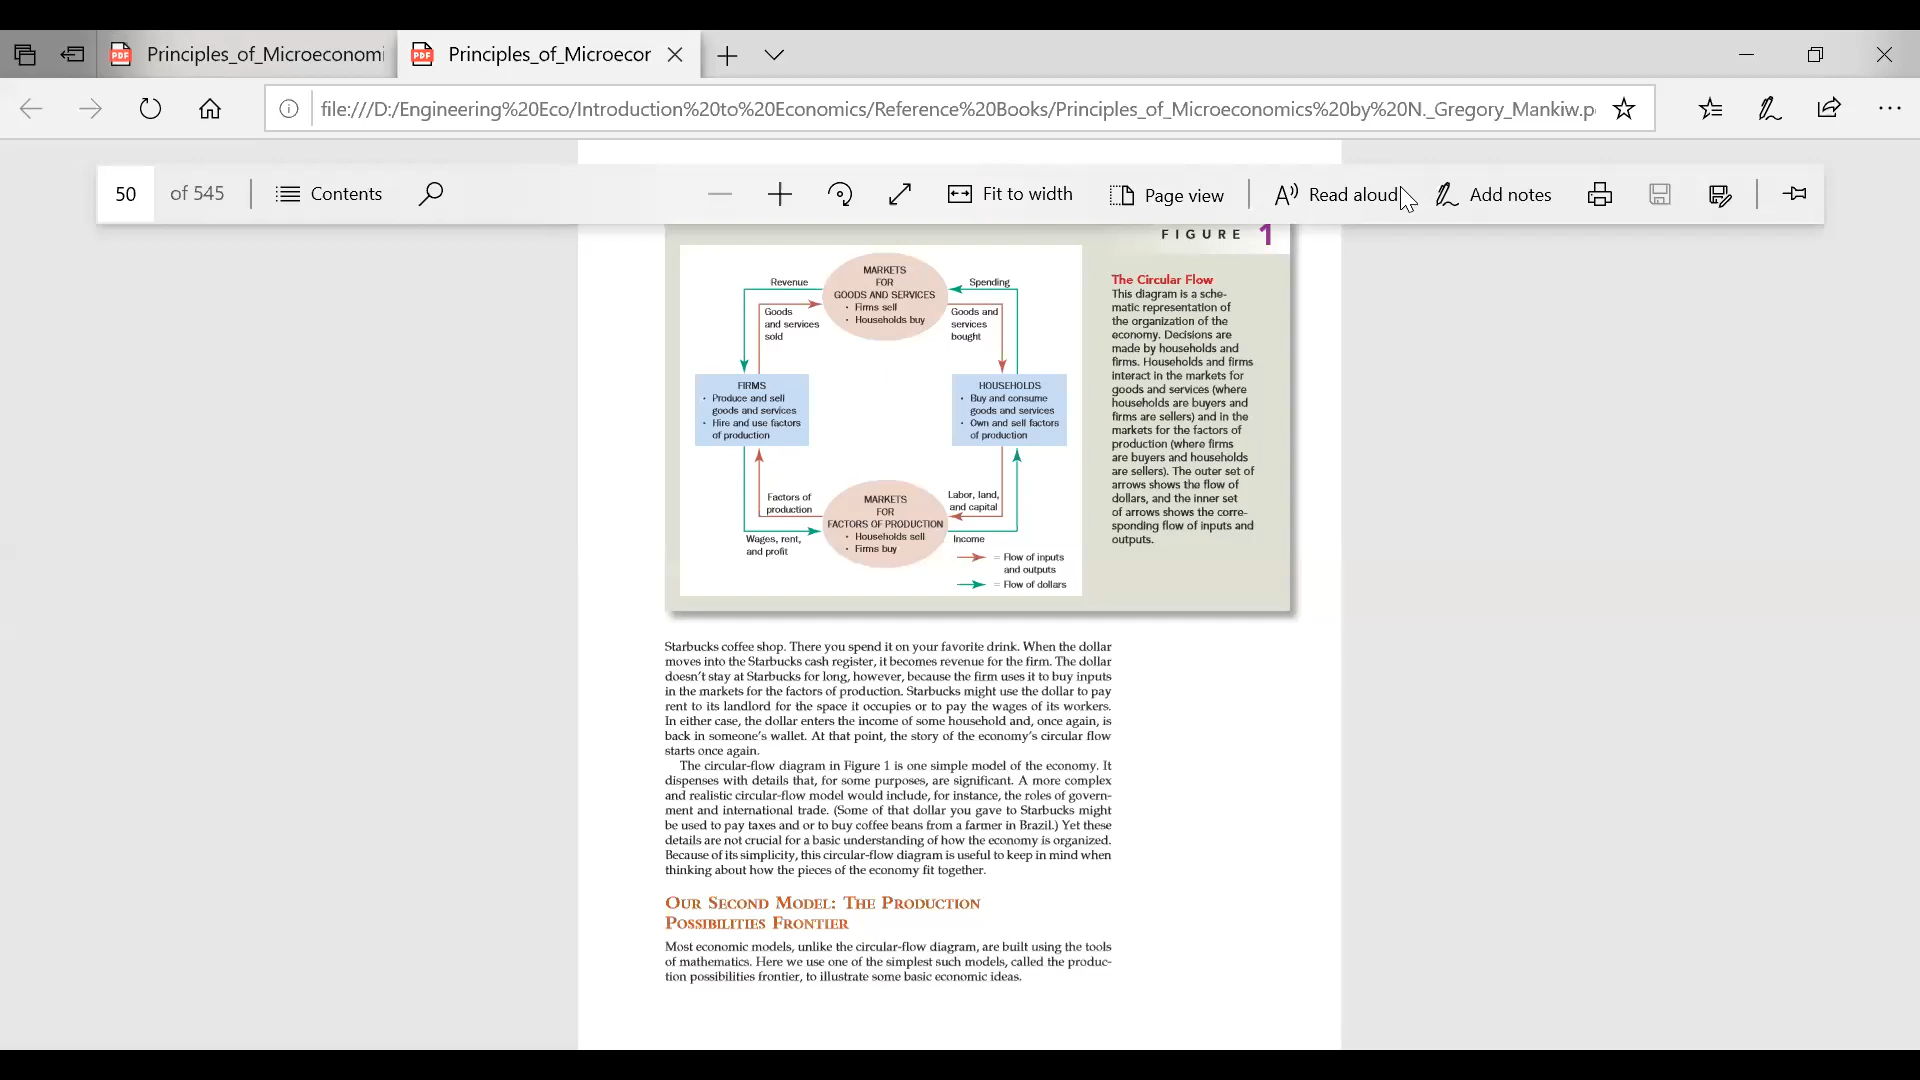 Principles_of_Microeconomi
Principles_of_Microecor
file:///D:/Engineering%20Eco/Introduction%20to%20Economics/Reference%20Books/Principles_of_Microeconomics%20by%20N._Gregory_Mankiw.p
50 of 545 Contents Fit to width Page view Read aloud Add notes
FIGURE 1
MARKETS
FOR
GOODS AND SERVICES
• Firms sell
• Households buy
Revenue
Spending
Goods
and services
sold
Goods and
services
bought
FIRMS
• Produce and sell
goods and services
• Hire and use factors
of production
HOUSEHOLDS
• Buy and consume
goods and services
• Own and sell factors
of production
Factors of
production
Labor, land,
and capital
MARKETS
FOR
FACTORS OF PRODUCTION
• Households sell
• Firms buy
Wages, rent,
and profit
Income
= Flow of inputs
and outputs
= Flow of dollars
The Circular Flow
This diagram is a sche-
matic representation of
the organization of the
economy. Decisions are
made by households and
firms. Households and firms
interact in the markets for
goods and services (where
households are buyers and
firms are sellers) and in the
markets for the factors of
production (where firms
are buyers and households
are sellers). The outer set of
arrows shows the flow of
dollars, and the inner set
of arrows shows the corre-
sponding flow of inputs and
outputs.
Starbucks coffee shop. There you spend it on your favorite drink. When the dollar
moves into the Starbucks cash register, it becomes revenue for the firm. The dollar
doesn't stay at Starbucks for long, however, because the firm uses it to buy inputs
in the markets for the factors of production. Starbucks might use the dollar to pay
rent to its landlord for the space it occupies or to pay the wages of its workers.
In either case, the dollar enters the income of some household and, once again, is
back in someone's wallet. At that point, the story of the economy's circular flow
starts once again.
The circular-flow diagram in Figure 1 is one simple model of the economy. It
dispenses with details that, for some purposes, are significant. A more complex
and realistic circular-flow model would include, for instance, the roles of govern-
ment and international trade. (Some of that dollar you gave to Starbucks might
be used to pay taxes and or to buy coffee beans from a farmer in Brazil.) Yet these
details are not crucial for a basic understanding of how the economy is organized.
Because of its simplicity, this circular-flow diagram is useful to keep in mind when
thinking about how the pieces of the economy fit together.
OUR SECOND MODEL: THE PRODUCTION
POSSIBILITIES FRONTIER
Most economic models, unlike the circular-flow diagram, are built using the tools
of mathematics. Here we use one of the simplest such models, called the produc-
tion possibilities frontier, to illustrate some basic economic ideas.